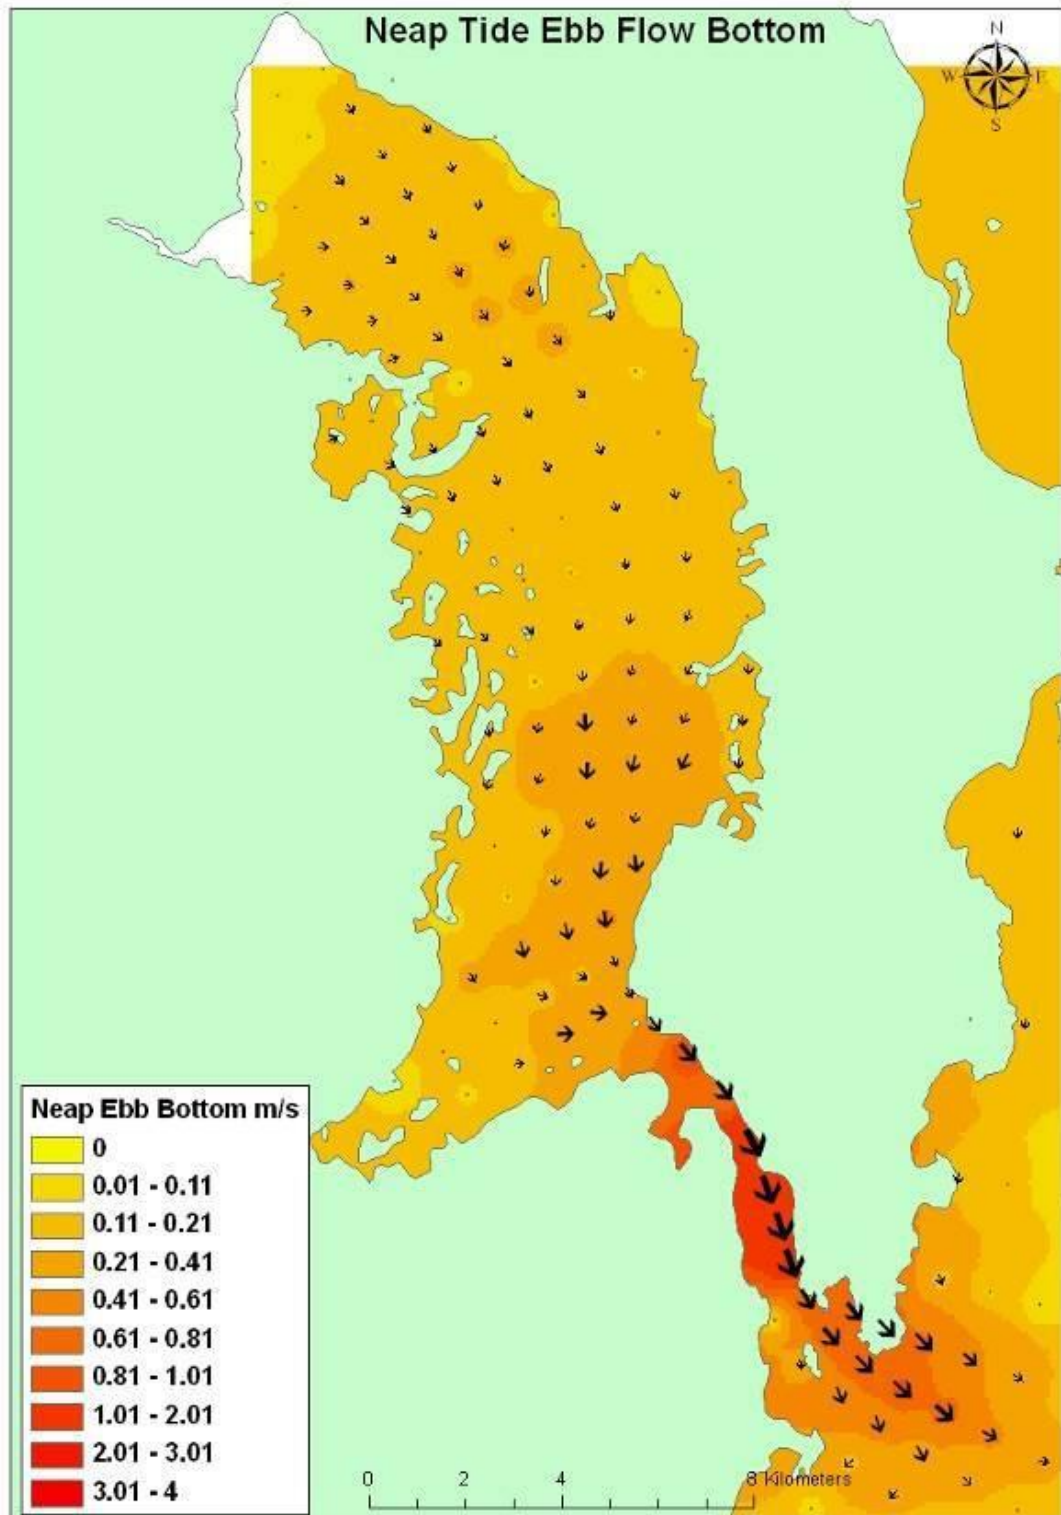 Neap Tide Ebb Flow Bottom
N
W E
S
Neap Ebb Bottom m/s
0
0.01 - 0.11
0.11 - 0.21
0.21 - 0.41
0.41 - 0.61
0.61 - 0.81
0.81 - 1.01
1.01 - 2.01
2.01 - 3.01
3.01 - 4
0 2 4 8 Kilometers